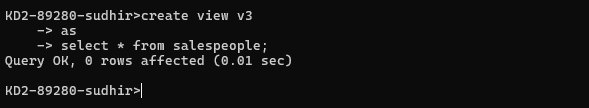 KD2-89280-sudhir>create view v3
-> as
-> select * from salespeople;
Query OK, 0 rows affected (0.01 sec)
KD2-89280-sudhir>